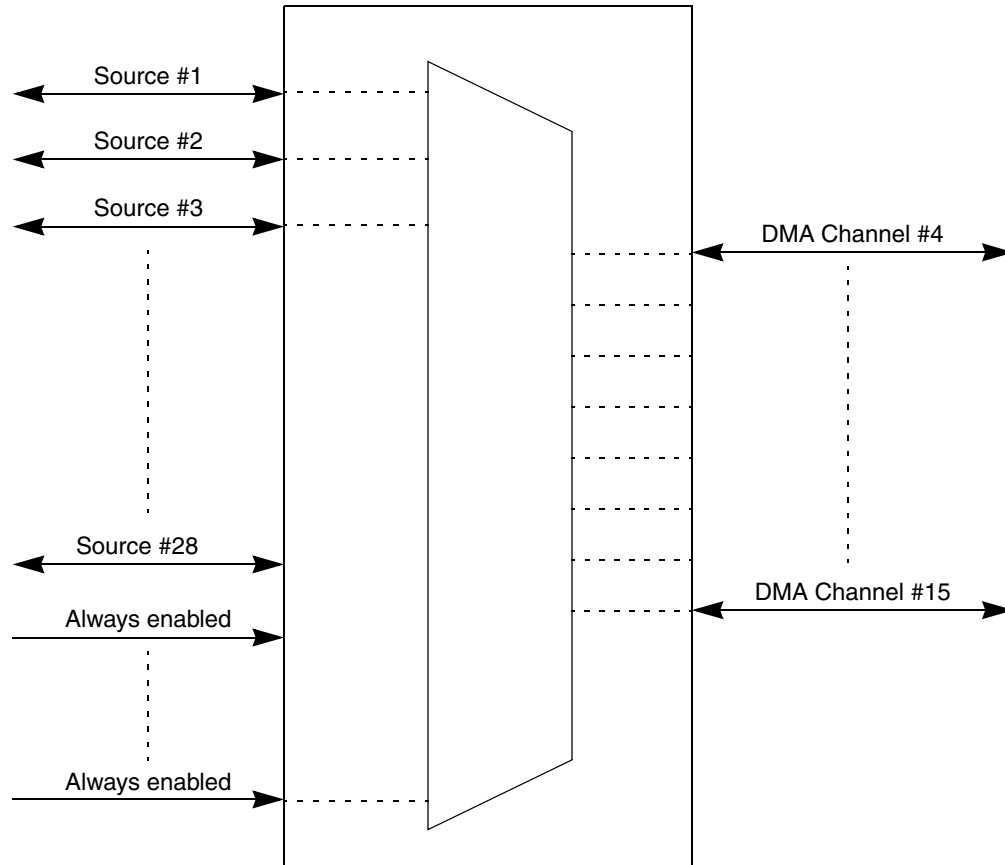 Source #1
Source #2
Source #3
DMA Channel #4
Source #28
DMA Channel #15
Always enabled
Always enabled